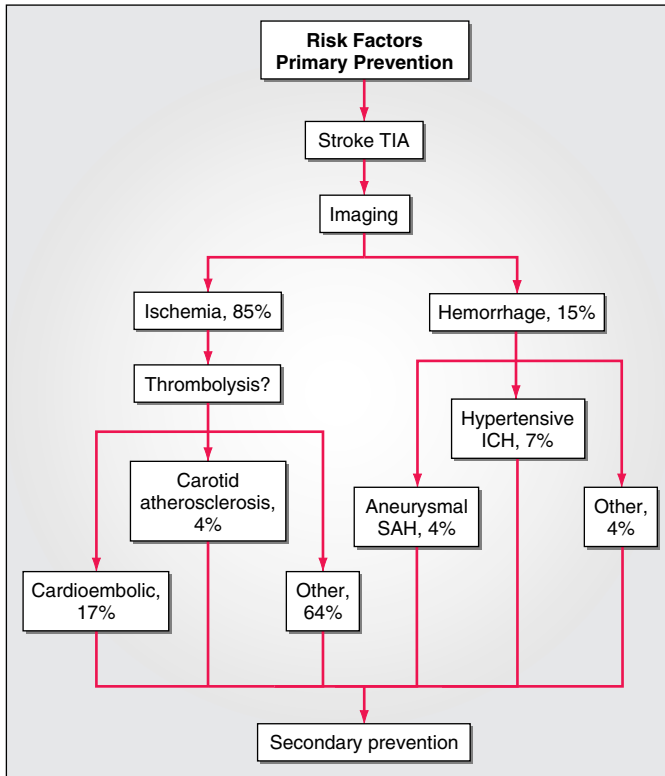 Risk Factors
Primary Prevention
Stroke TIA
Imaging
Ischemia, 85%
Hemorrhage, 15%
Thrombolysis?
Hypertensive
ICH, 7%
Carotid
atherosclerosis,
4%
Aneurysmal
SAH, 4%
Other,
4%
Cardioembolic,
17%
Other,
64%
Secondary prevention